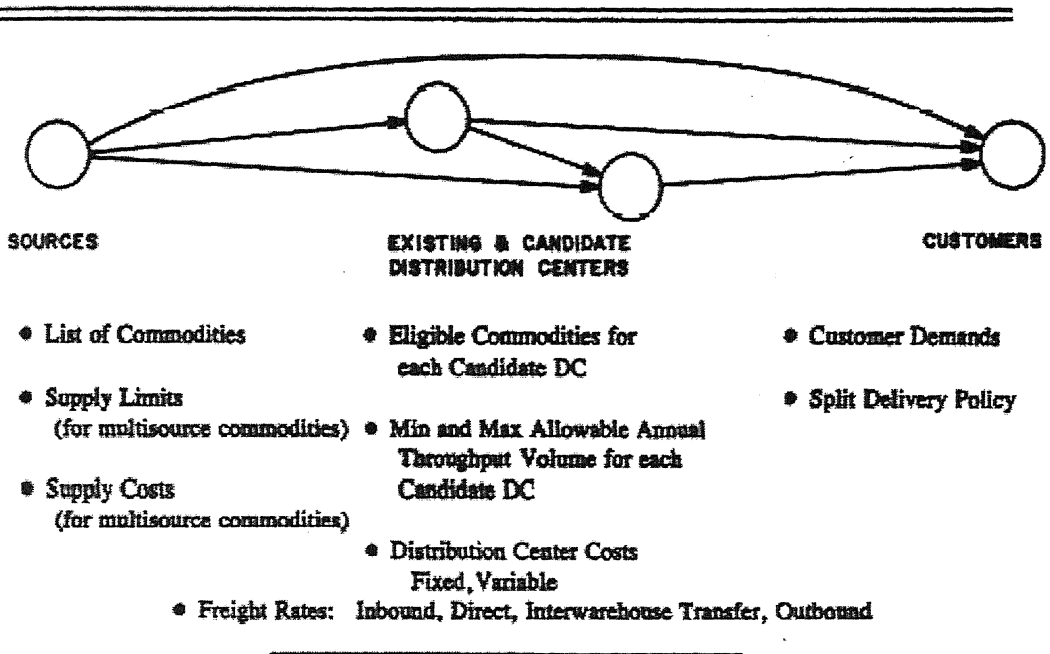 SOURCES
EXISTING & CANDIDATE
DISTRIBUTION CENTERS
CUSTOMERS
• List of Commodities
• Supply Limits
(for multisource commodities)
• Supply Costs
(for multisource commodities)
• Eligible Commodities for
each Candidate DC
• Min and Max Allowable Annual
Throughput Volume for each
Candidate DC
• Distribution Center Costs
Fixed, Variable
• Customer Demands
• Split Delivery Policy
• Freight Rates: Inbound, Direct, Interwarehouse Transfer, Outbound